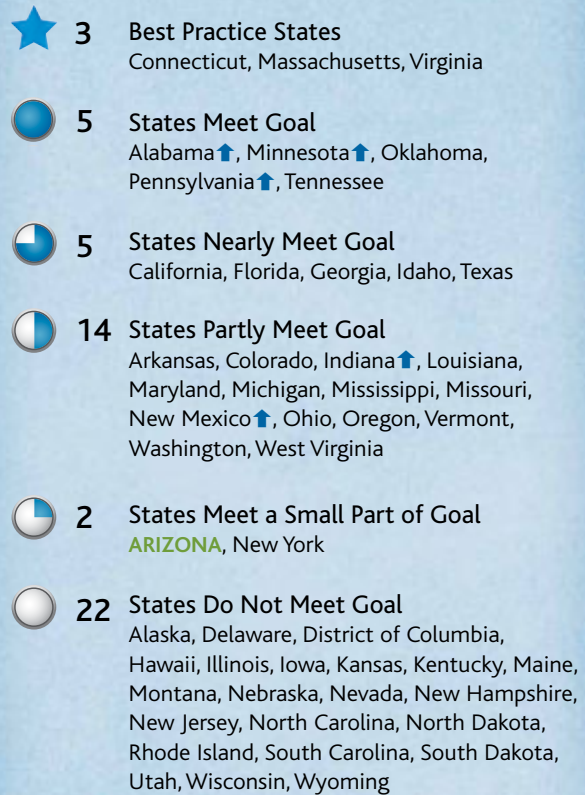 3 Best Practice States
Connecticut, Massachusetts, Virginia
5 States Meet Goal
Alabama⬆, Minnesota⬆, Oklahoma,
Pennsylvania⬆, Tennessee
5 States Nearly Meet Goal
California, Florida, Georgia, Idaho, Texas
14 States Partly Meet Goal
Arkansas, Colorado, Indiana⬆, Louisiana,
Maryland, Michigan, Mississippi, Missouri,
New Mexico⬆, Ohio, Oregon, Vermont,
Washington, West Virginia
2 States Meet a Small Part of Goal
ARIZONA, New York
22 States Do Not Meet Goal
Alaska, Delaware, District of Columbia,
Hawaii, Illinois, Iowa, Kansas, Kentucky, Maine,
Montana, Nebraska, Nevada, New Hampshire,
New Jersey, North Carolina, North Dakota,
Rhode Island, South Carolina, South Dakota,
Utah, Wisconsin, Wyoming